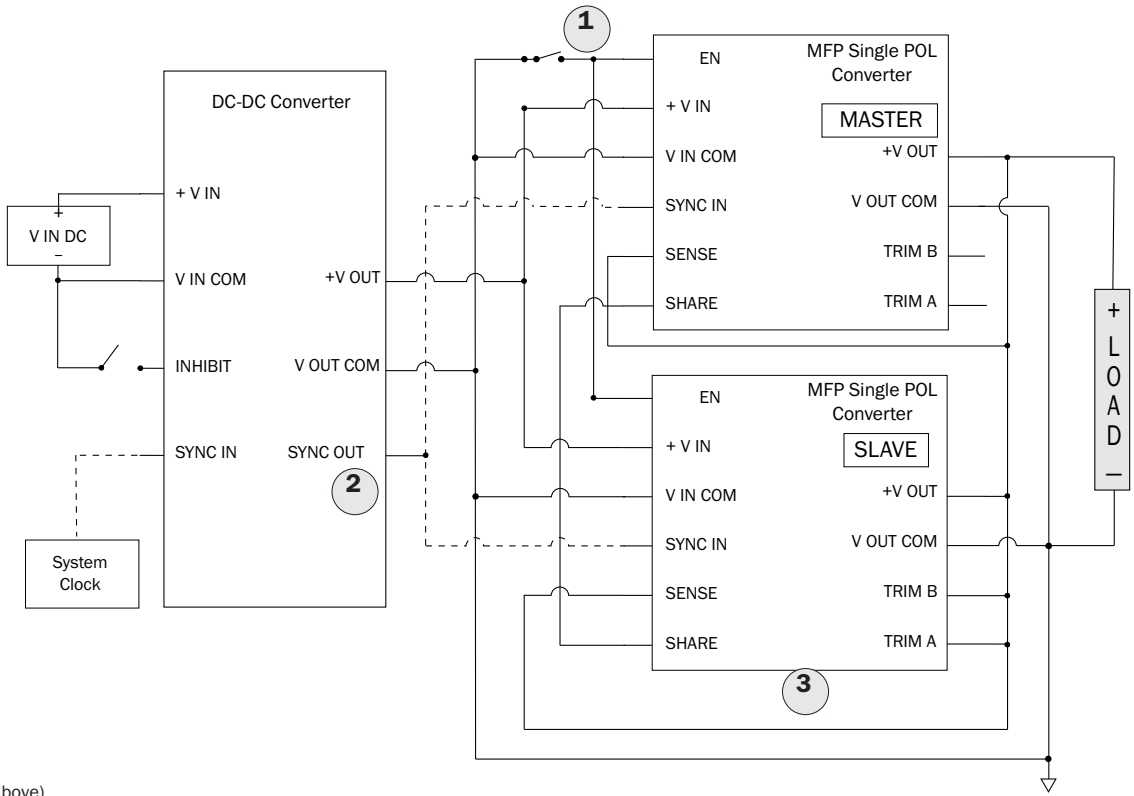 1
MFP Single POL
Converter
MASTER
EN
+ V IN
V IN COM
SYNC IN
SENSE
SHARE
+V OUT
V OUT COM
TRIM B
TRIM A
DC-DC Converter
+ V IN
V IN COM
INHIBIT
SYNC IN
+V OUT
V OUT COM
SYNC OUT
2
+
V IN DC
–
System
Clock
MFP Single POL
Converter
SLAVE
EN
+ V IN
V IN COM
SYNC IN
SENSE
SHARE
+V OUT
V OUT COM
TRIM B
TRIM A
3
+
L
O
A
D
–
bove)